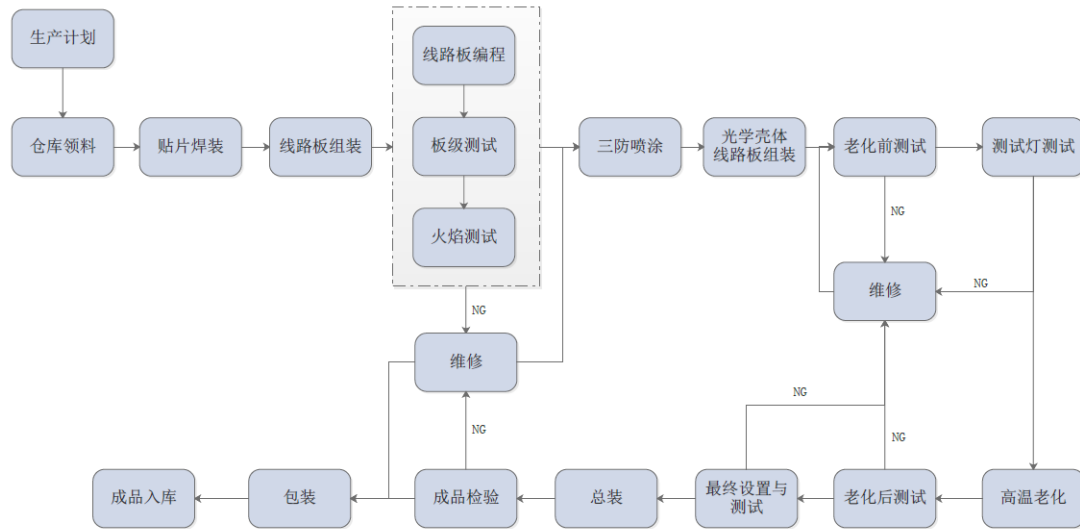 生产计划
仓库领料
贴片焊装
线路板组装
线路板编程
板级测试
火焰测试
NG
维修
NG
三防喷涂
光学壳体
线路板组装
老化前测试
测试灯测试
NG
维修
NG
NG
NG
高温老化
老化后测试
最终设置与
测试
总装
成品检验
包装
成品入库